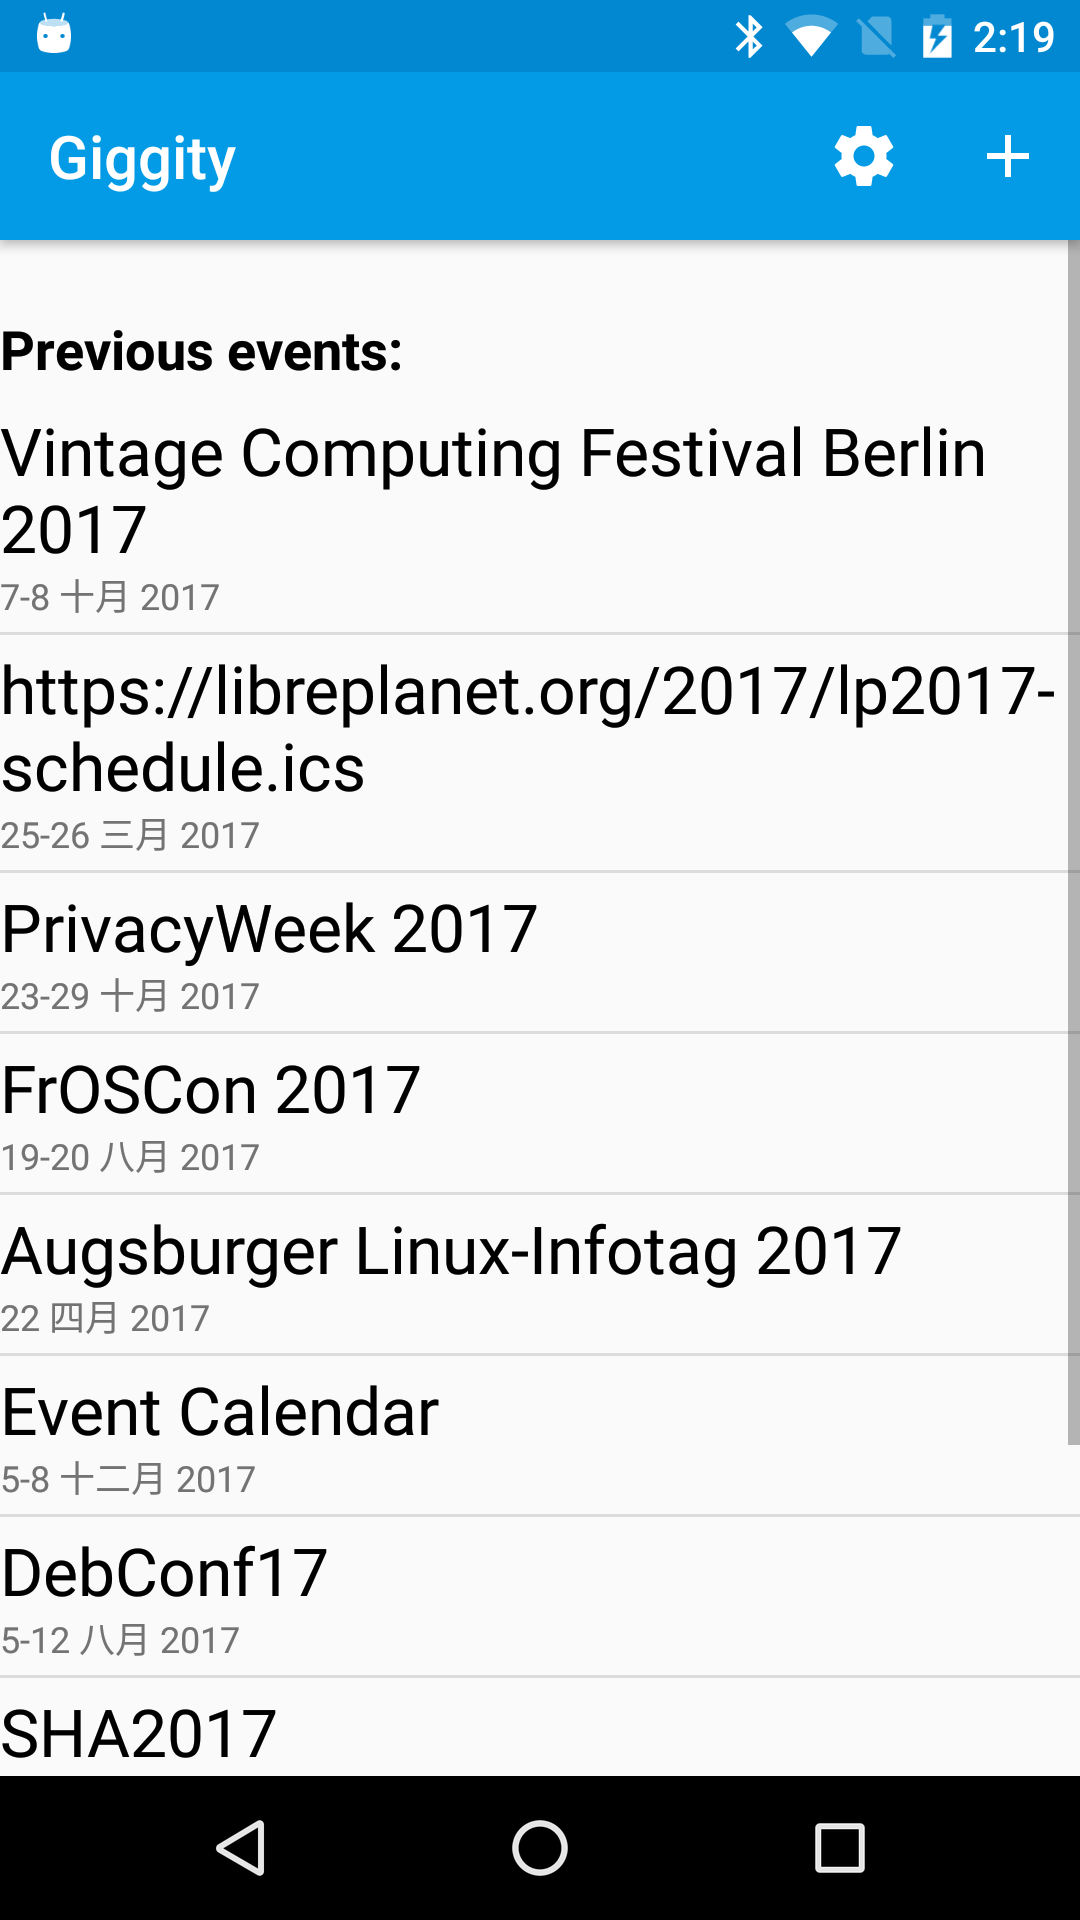 2:19
Giggity
Previous events:
Vintage Computing Festival Berlin
2017
7-8 十月 2017
https://libreplanet.org/2017/lp2017-
schedule.ics
25-26 三月 2017
PrivacyWeek 2017
23-29 十月 2017
FrOSCon 2017
19-20 八月 2017
Augsburger Linux-Infotag 2017
22 四月 2017
Event Calendar
5-8 十二月 2017
DebConf17
5-12 八月 2017
SHA2017